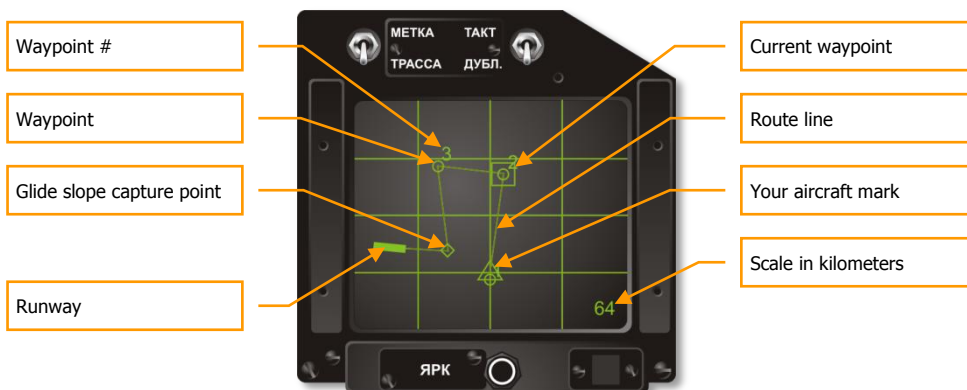 Waypoint #
Waypoint
Glide slope capture point
Runway
МЕТКА ТАКТ
ТРАССА ДУБЛ.
3
2
64
ЯРК
Current waypoint
Route line
Your aircraft mark
Scale in kilometers